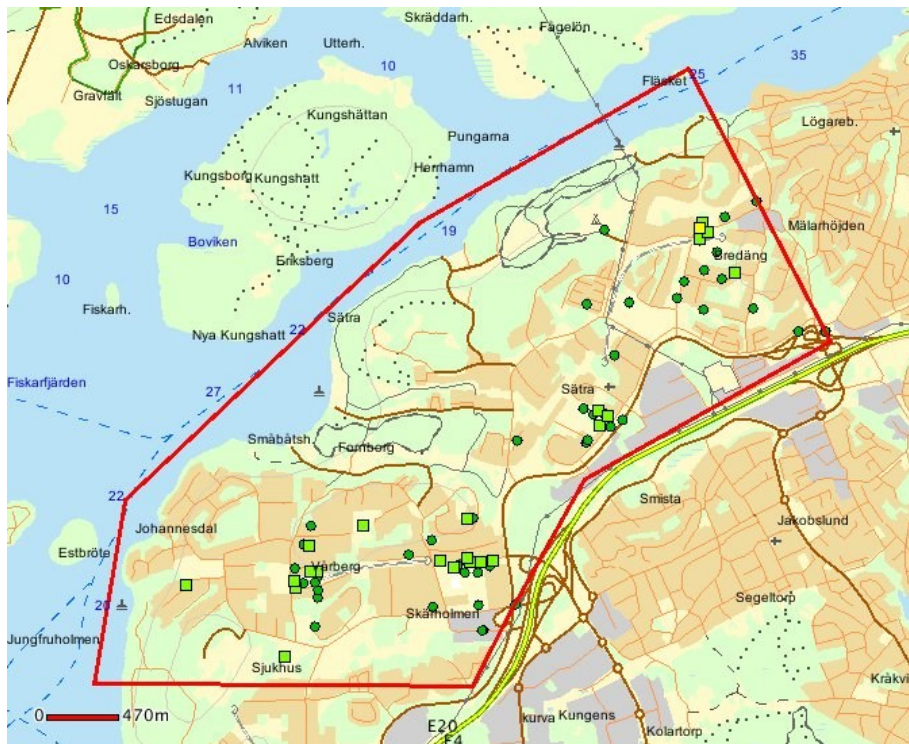 Edsdalen
Skräddarh.
Fågelön
Alviken
Utterh.
35
Oskarsborg
10
25
Fläsket
11
Gravfält
Sjöstugan
Kungshättan
Lögareb.
Pungarna
Herrhamn
Kungsborg
Kungshatt
15
19
Mälarhöjden
Boviken
Bredäng
Eriksberg
10
Fiskarh.
Sätra
Nya Kungshatt
22
Fiskarfjärden
27
Sätra
Småbåtsh.
Fornborg
22
Smista
Johannesdal
Jakobslund
Estbröte
Vårberg
20
Segeltorp
Skärholmen
Jungfruholmen
Sjukhus
Kråkvi
0
470m
kurva
Kungens
E20
Kolartorp
E4